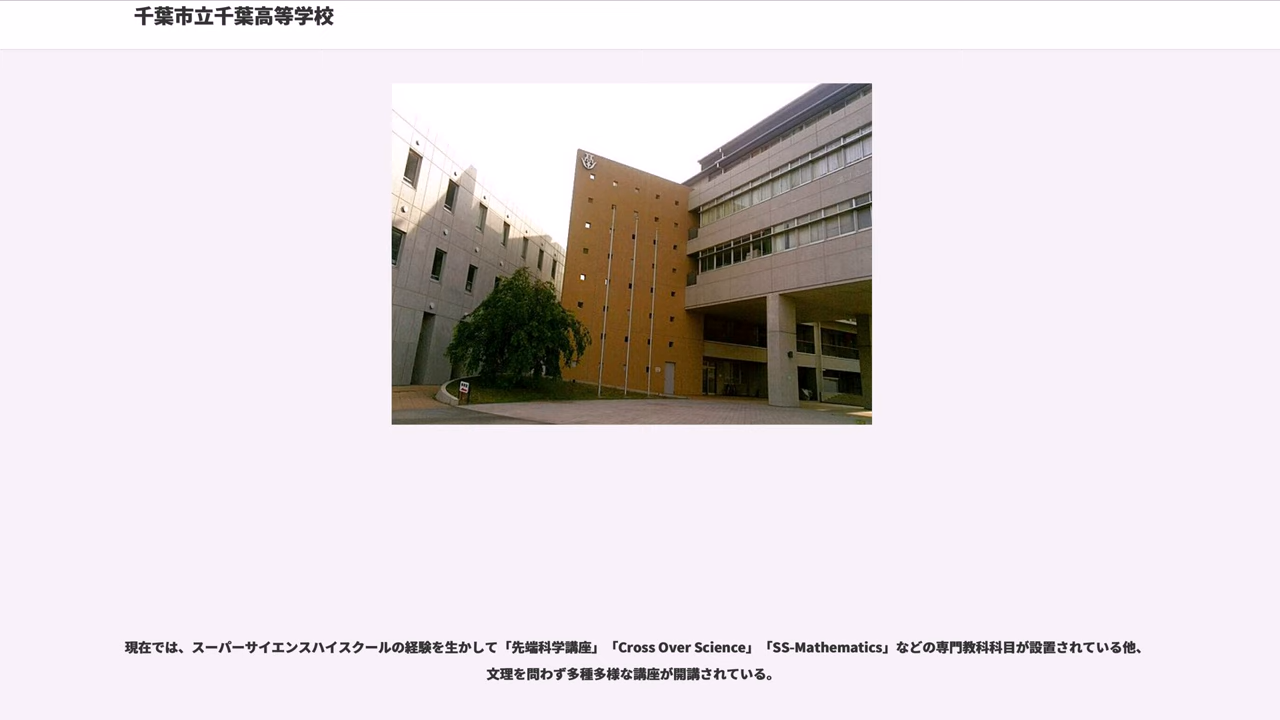 千葉市立千葉高等学校
現在では、スーパーサイエンスハイスクールの経験を生かして「先端科学講座」「Cross Over Science」「SS-Mathematics」などの専門教科科目が設置されている他、
文理を問わず多種多様な講座が開講されている。